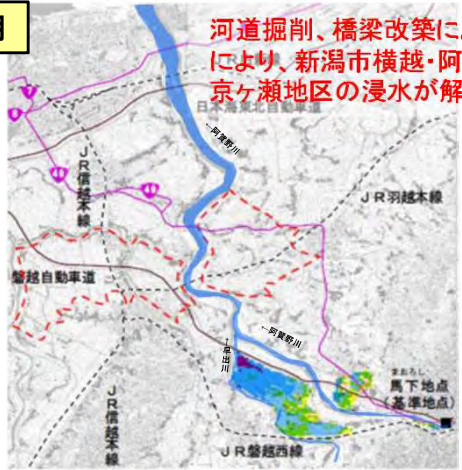 月
河道掘削、橋梁改築に
により、新潟市横越・阿
京ヶ瀬地区の浸水が解
日本海東北自動車道
←阿賀野川
JR信越本線
JR羽越本線
磐越自動車道
←阿賀野川
←早出川
まおろし
馬下地点
(基準地点)
JR信越本線
JR磐越西線